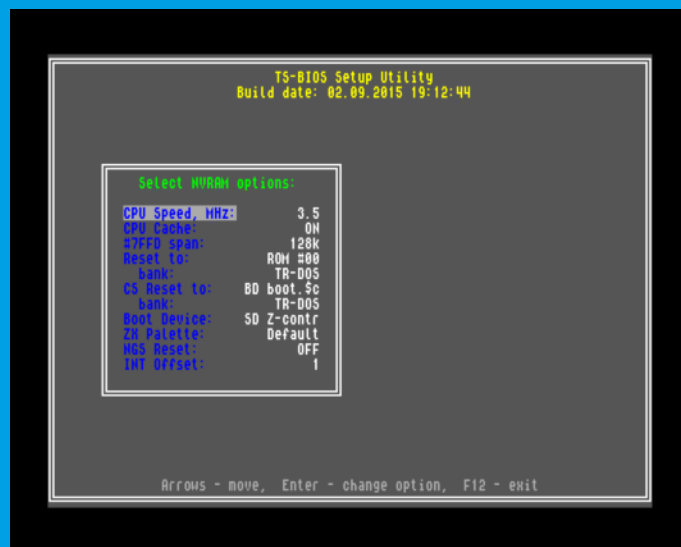 TS-BIOS Setup Utility
Build date: 02.09.2015 19:12:44
Select NVRAM options:
CPU Speed, MHz: 3.5
CPU Cache: ON
#7FFD span: 128k
Reset to: ROM #00
bank: TR-DOS
CS Reset to: BD boot.$c
bank: TR-DOS
Boot Device: SD Z-contr
ZX Palette: Default
NGS Reset: OFF
INT Offset: 1
Arrows - move, Enter - change option, F12 - exit